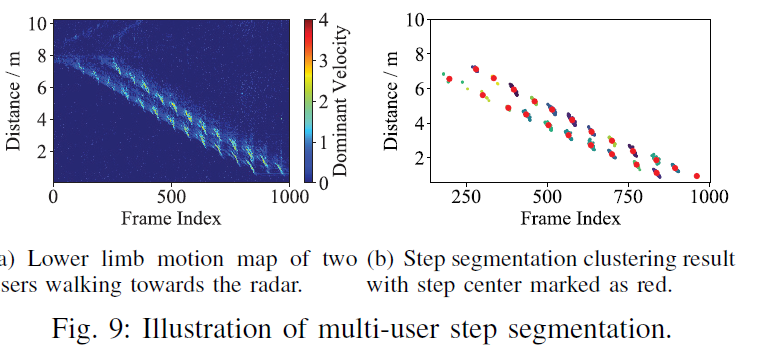 10
8
6
4
2
Distance / m
0
500
1000
Frame Index
4
3
2
1
0
Dominant Velocity
10
8
6
4
2
Distance / m
250
500
750
1000
Frame Index
a) Lower limb motion map of two
sers walking towards the radar.
(b) Step segmentation clustering result
with step center marked as red.
Fig. 9: Illustration of multi-user step segmentation.